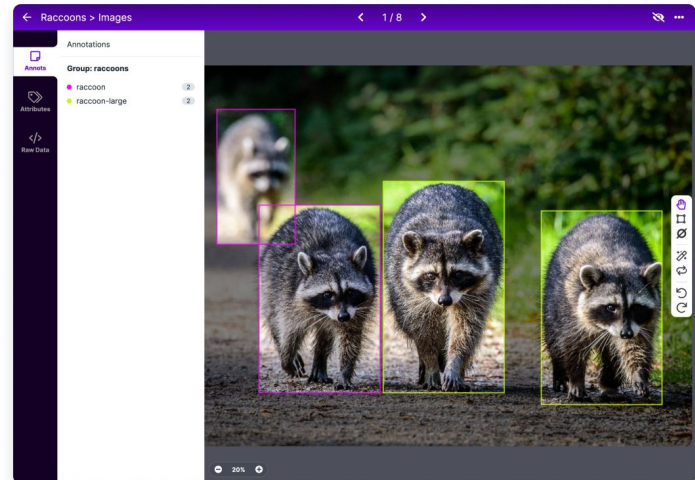 Raccoons > Images
1 / 8
Annots
Attributes
</>
Raw Data
Annotations
Group: raccoons
raccoon 2
raccoon-large 2
20%